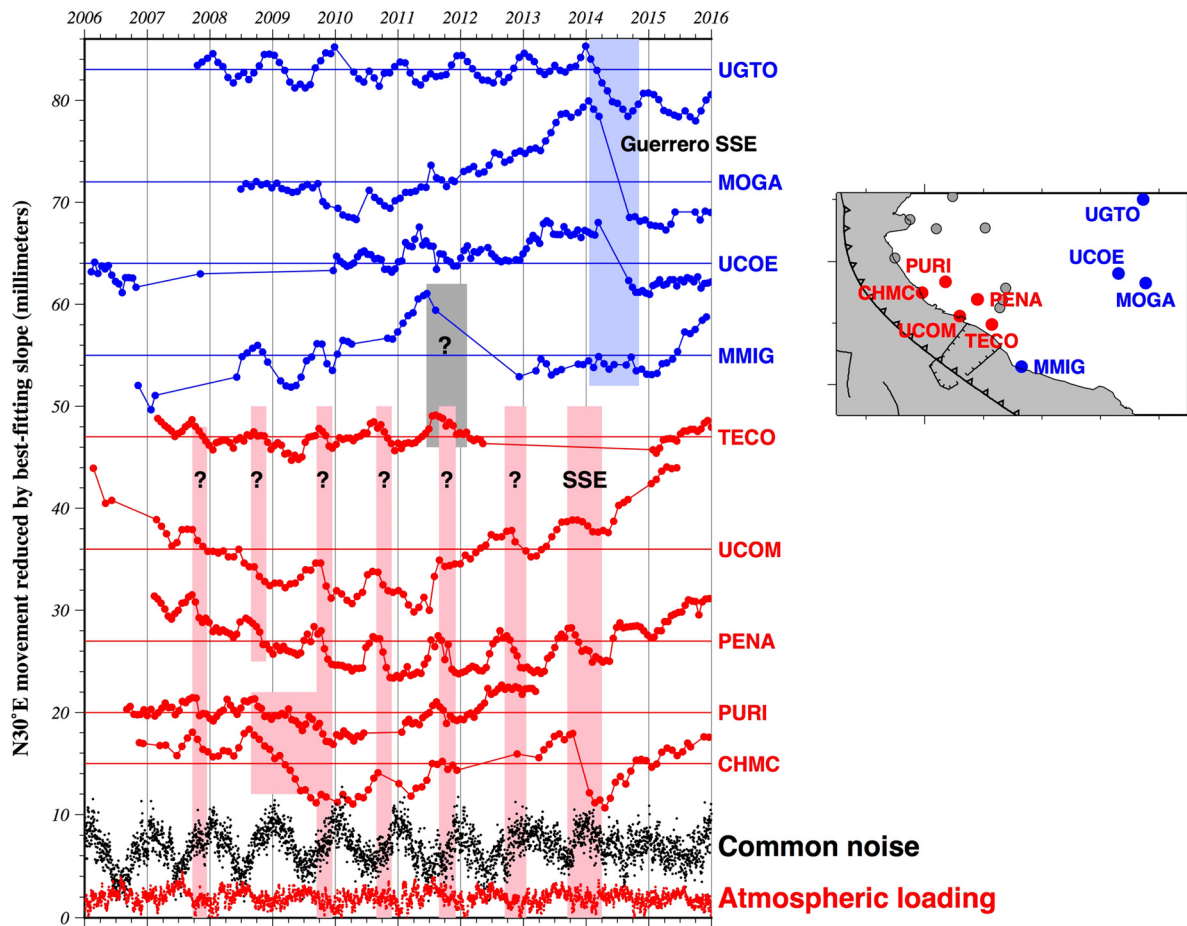 2006 2007 2008 2009 2010 2011 2012 2013 2014 2015 2016
N30°E movement reduced by best-fitting slope (millimeters)
UGTO
80
Guerrero SSE
MOGA
70
UCOE
60
?
MMIG
50
TECO
? ? ? ? ? ? SSE
40
UCOM
30
PENA
20
PURI
CHMC
10
Common noise
Atmospheric loading
0
UGTO
UCOE
PURI
CHMC
PENA
MOGA
UCOM
TECO
MMIG